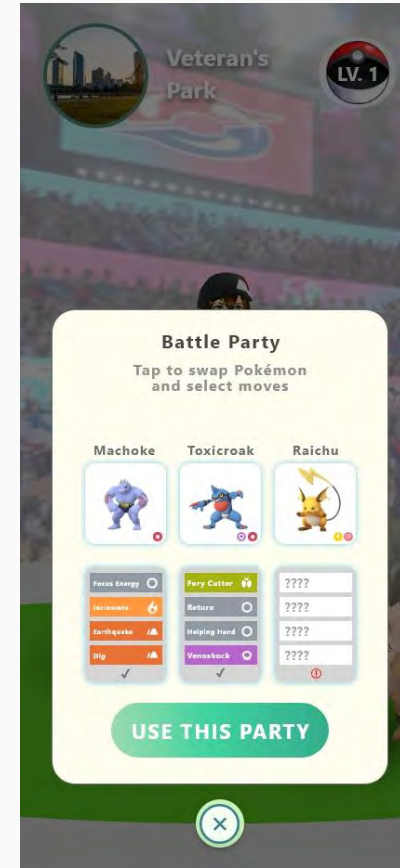 Veteran's
Park
LV. 1
Battle Party
Tap to swap Pokémon
and select moves
Machoke Toxicroak Raichu
Focus Energy Fury Cutter ????
Incinerate Return ????
Earthquake Helping Hand ????
Dig Venoshock ????
USE THIS PARTY